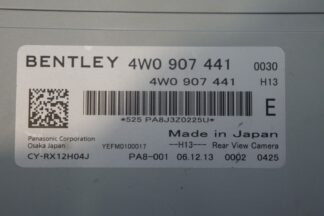 BENTLEY 4W0 907 441 0030
4W0 907 441 H13
E
*525 PA8J3Z0225U*
Made in Japan
Panasonic Corporation
Osaka Japan YEFM0100017 —H13— Rear View Camera
CY-RX12H04J PA8-001 06.12.13 0002 0425